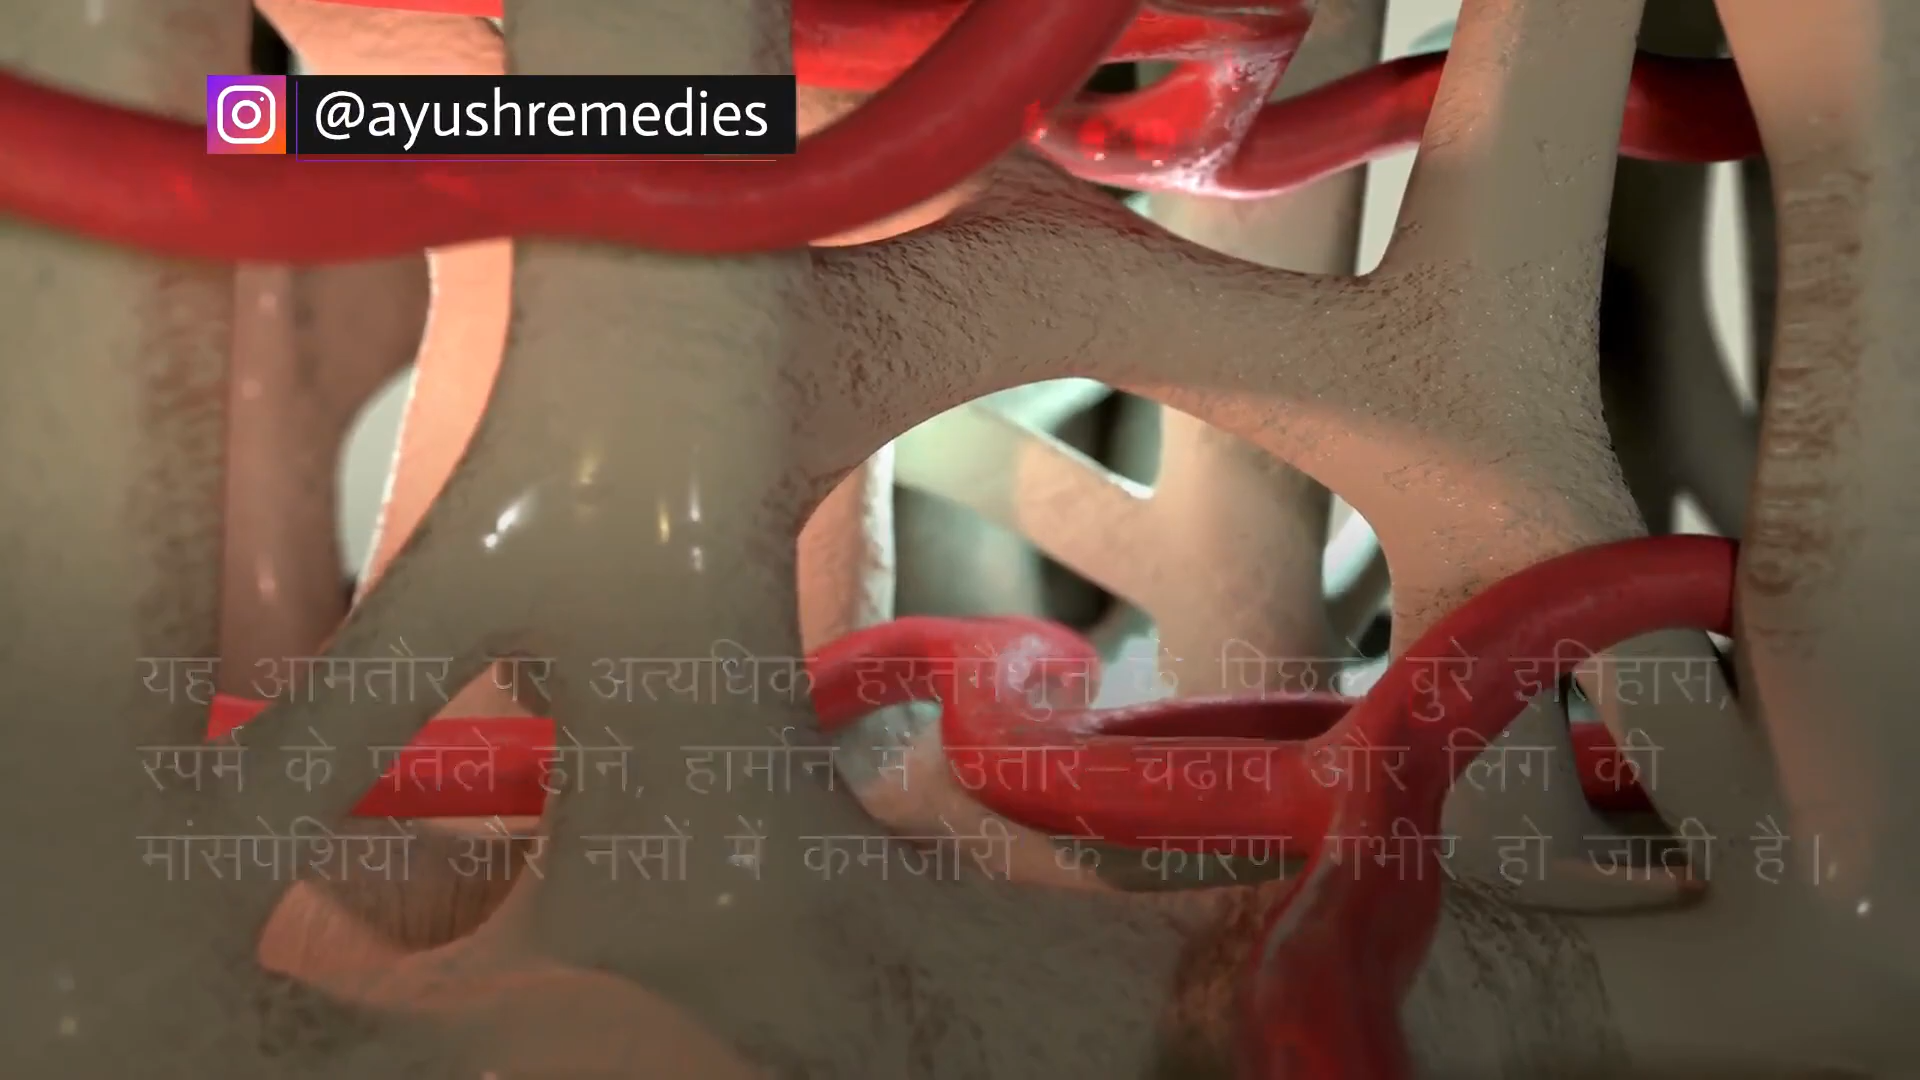 @ayushremedies
यह आमतौर पर अत्यधिक हस्तमैथुन के पिछले बुरे इतिहास,
स्पर्म के पतले होने, हार्मोन में उतार-चढ़ाव और लिंग की
मांसपेशियों और नसों में कमजोरी के कारण गंभीर हो जाती है।